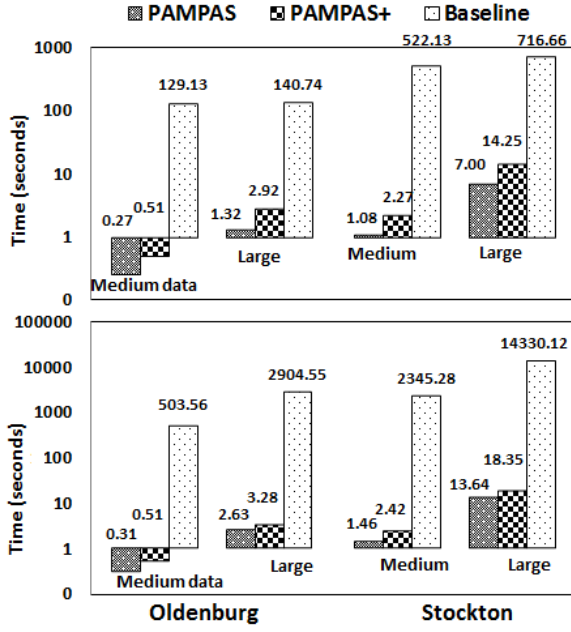 PAMPAS PAMPAS+ Baseline
1000
100
10
1
0
Time (seconds)
0.27 0.51 129.13
Medium data
1.32 2.92 140.74
Large
1.08 2.27 522.13
Medium
7.00 14.25 716.66
Large
100000
10000
1000
100
10
1
0
Time (seconds)
0.31 0.51 503.56
Medium data
2.63 3.28 2904.55
Large
1.46 2.42 2345.28
Medium
13.64 18.35 14330.12
Large
Oldenburg Stockton